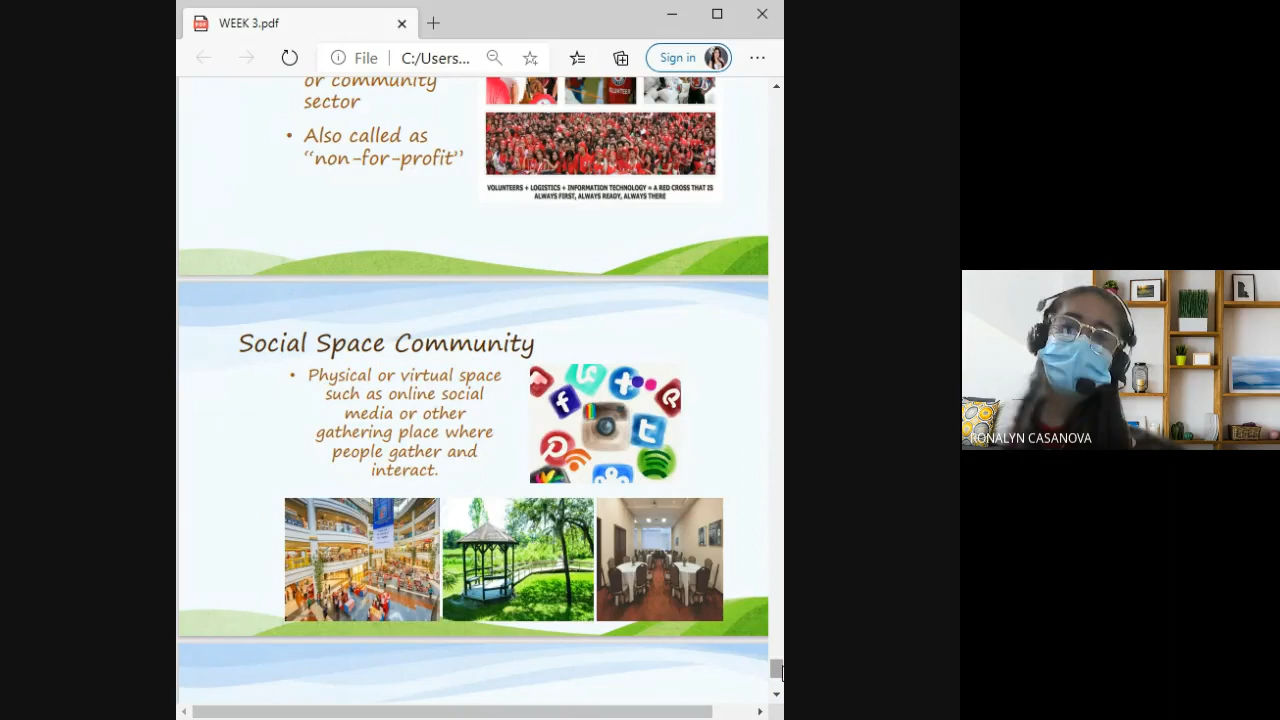 WEEK 3.pdf
File
C:/Users...
Sign in
or community
sector
• Also called as
“non-for-profit”
VOLUNTEER
VOLUNTEERS + LOGISTICS + INFORMATION TECHNOLOGY = A RED CROSS THAT IS
ALWAYS FIRST, ALWAYS READY, ALWAYS THERE
Social Space Community
• Physical or virtual space
such as online social
media or other
gathering place where
people gather and
interact.
RONALYN CASANOVA